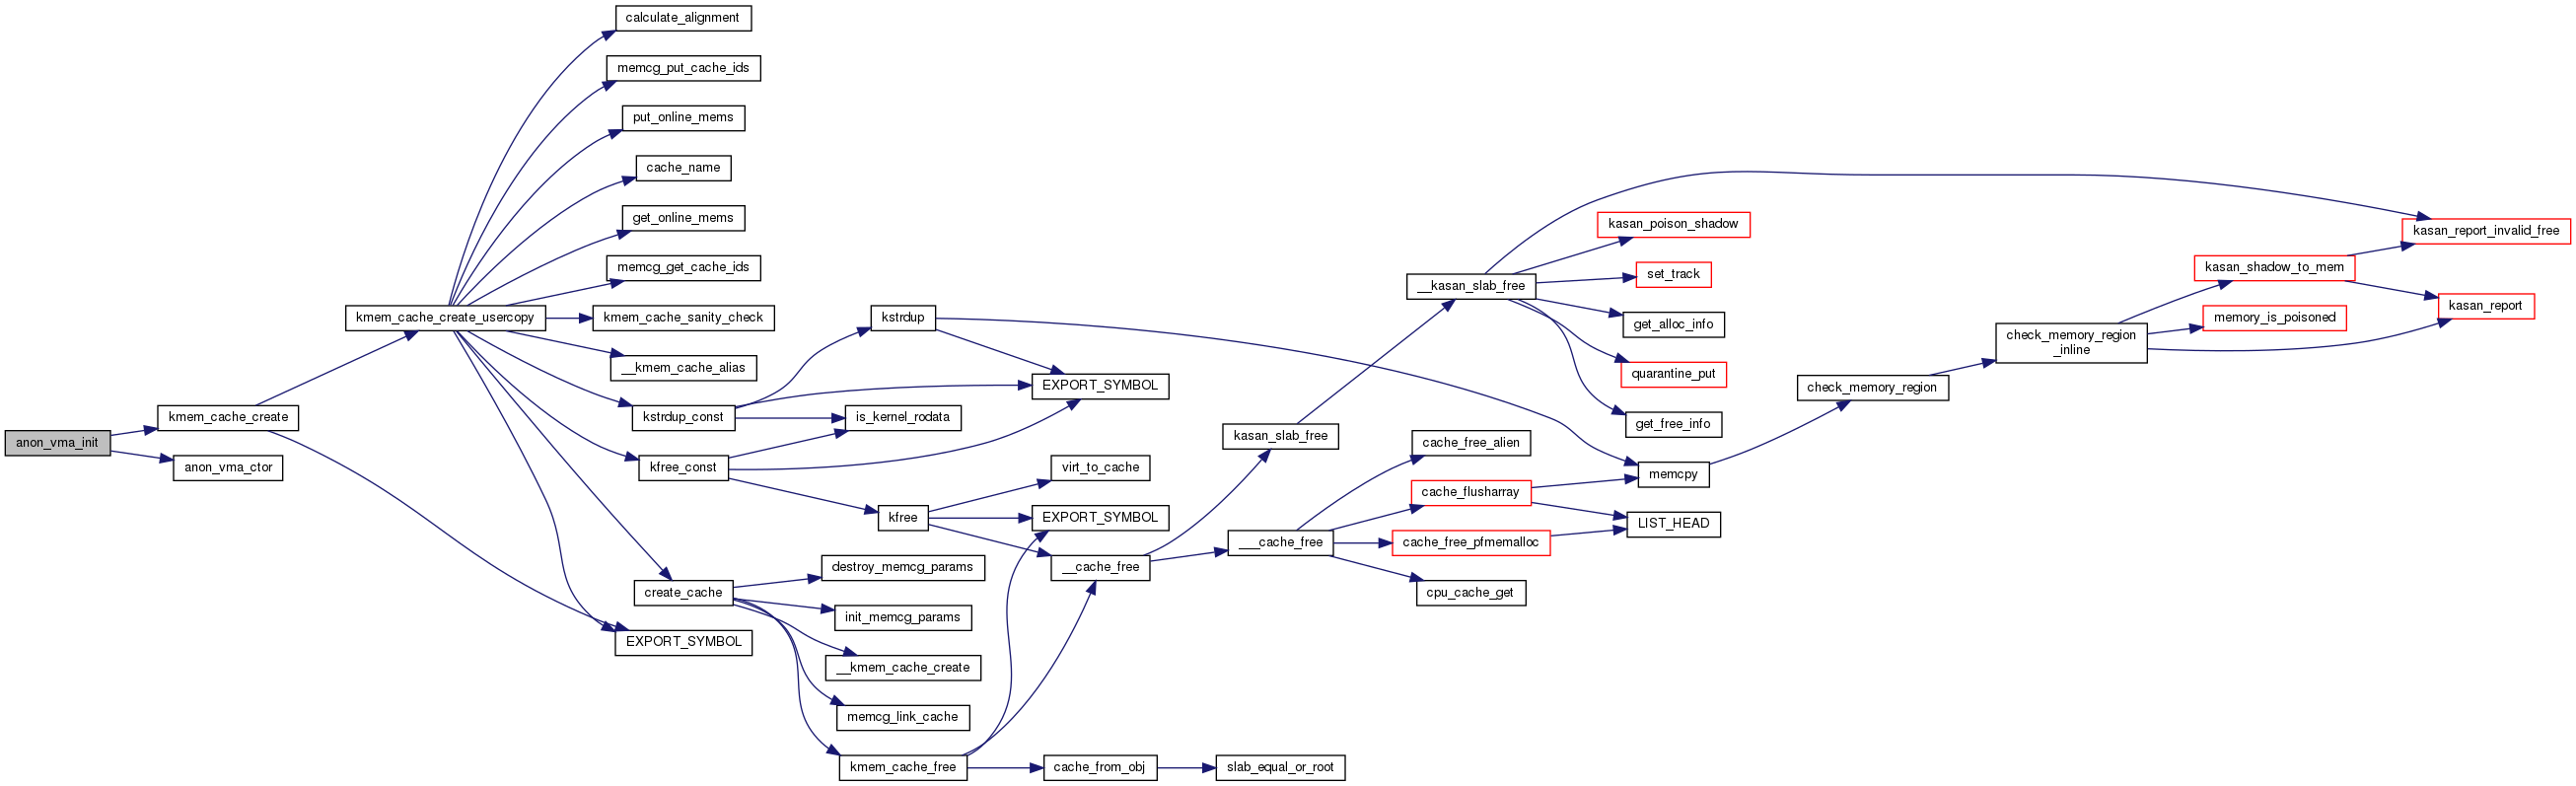 calculate_alignment
memcg_put_cache_ids
put_online_mems
cache_name
get_online_mems
memcg_get_cache_ids
kmem_cache_create_usercopy
kmem_cache_sanity_check
__kmem_cache_alias
kmem_cache_create
anon_vma_init
anon_vma_ctor
kstrdup_const
kfree_const
create_cache
EXPORT_SYMBOL
kstrdup
EXPORT_SYMBOL
is_kernel_rodata
virt_to_cache
kfree
EXPORT_SYMBOL
__cache_free
destroy_memcg_params
init_memcg_params
__kmem_cache_create
memcg_link_cache
kmem_cache_free
cache_from_obj
slab_equal_or_root
kasan_slab_free
___cache_free
__kasan_slab_free
cache_free_alien
cache_flusharray
cache_free_pfmemalloc
cpu_cache_get
kasan_poison_shadow
set_track
get_alloc_info
quarantine_put
get_free_info
memcpy
LIST_HEAD
check_memory_region
check_memory_region
_inline
kasan_shadow_to_mem
memory_is_poisoned
kasan_report_invalid_free
kasan_report